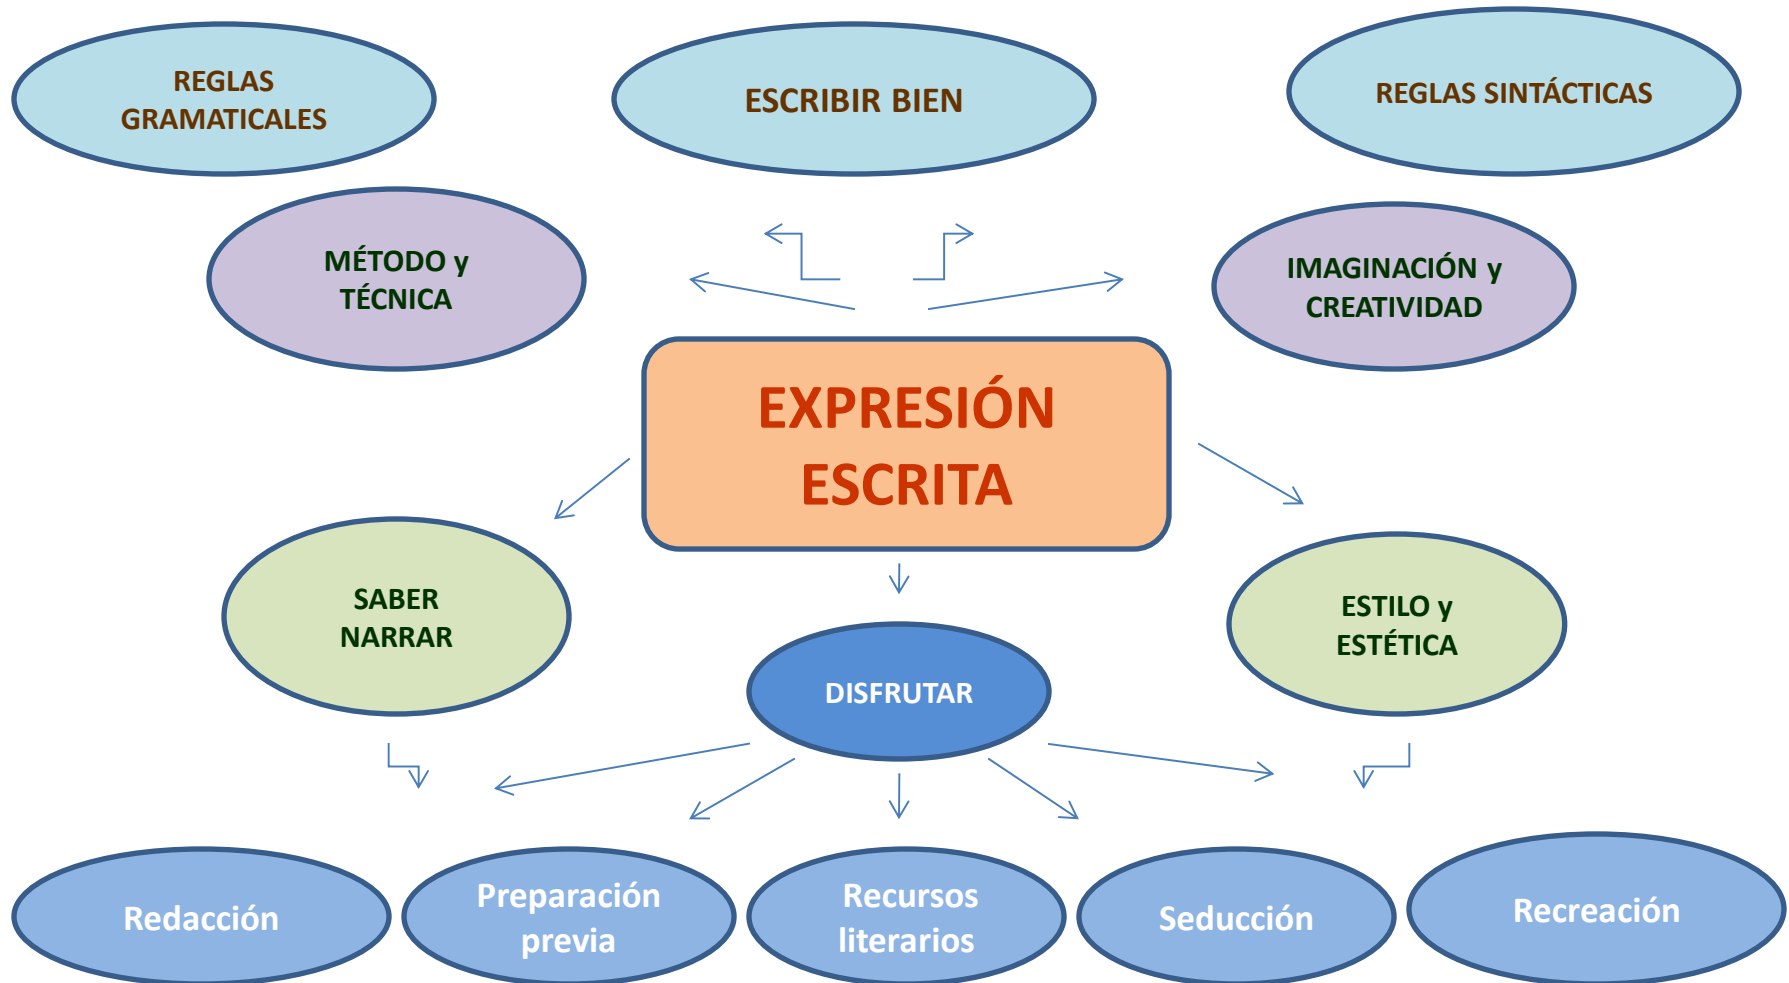 REGLAS
GRAMATICALES
ESCRIBIR BIEN
REGLAS SINTÁCTICAS
MÉTODO y
TÉCNICA
IMAGINACIÓN y
CREATIVIDAD
EXPRESIÓN
ESCRITA
SABER
NARRAR
ESTILO y
ESTÉTICA
DISFRUTAR
Redacción
Preparación
previa
Recursos
literarios
Seducción
Recreación